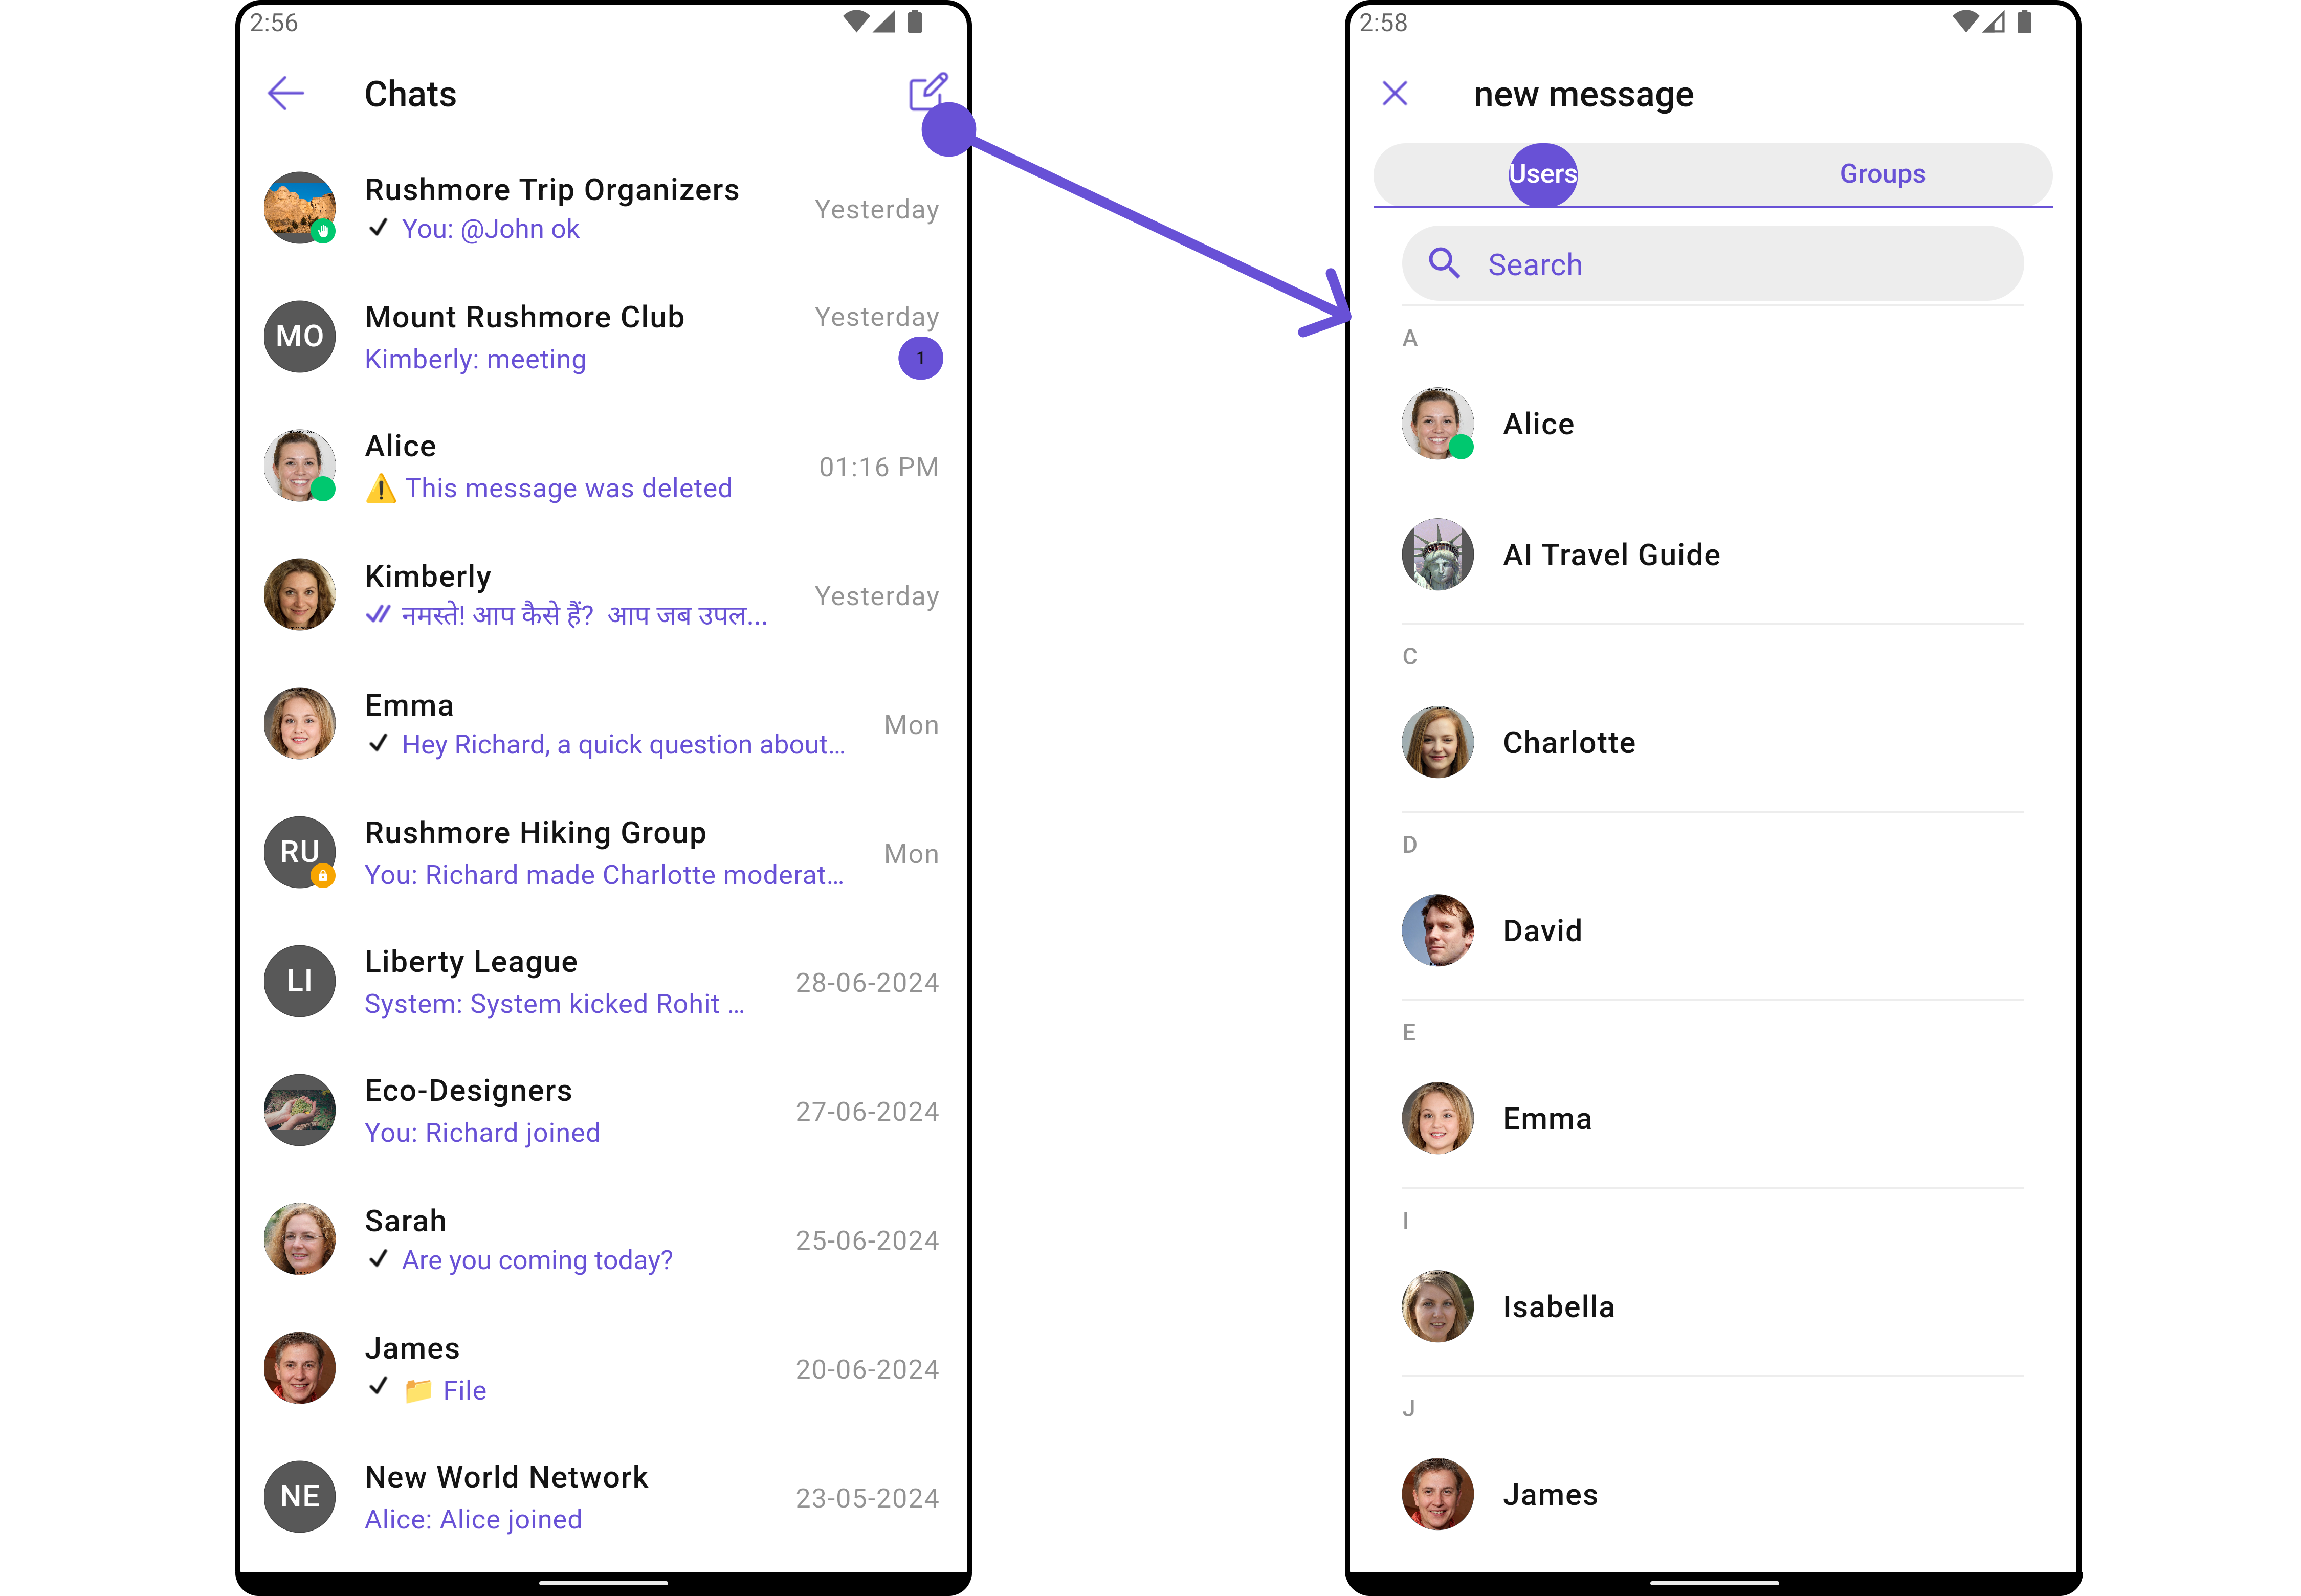 2:56
Chats
Rushmore Trip Organizers
You: @John ok
Yesterday
MO
Mount Rushmore Club
Kimberly: meeting
Yesterday
1
Alice
This message was deleted
01:16 PM
Kimberly
नमस्ते! आप कैसे हैं? आप जब उपल...
Yesterday
Emma
Hey Richard, a quick question about...
Mon
RU
Rushmore Hiking Group
You: Richard made Charlotte moderat...
Mon
LI
Liberty League
System: System kicked Rohit ...
28-06-2024
Eco-Designers
You: Richard joined
27-06-2024
Sarah
Are you coming today?
25-06-2024
James
File
20-06-2024
NE
New World Network
Alice: Alice joined
23-05-2024
2:58
new message
Users
Groups
Search
A
Alice
AI Travel Guide
C
Charlotte
D
David
E
Emma
I
Isabella
J
James